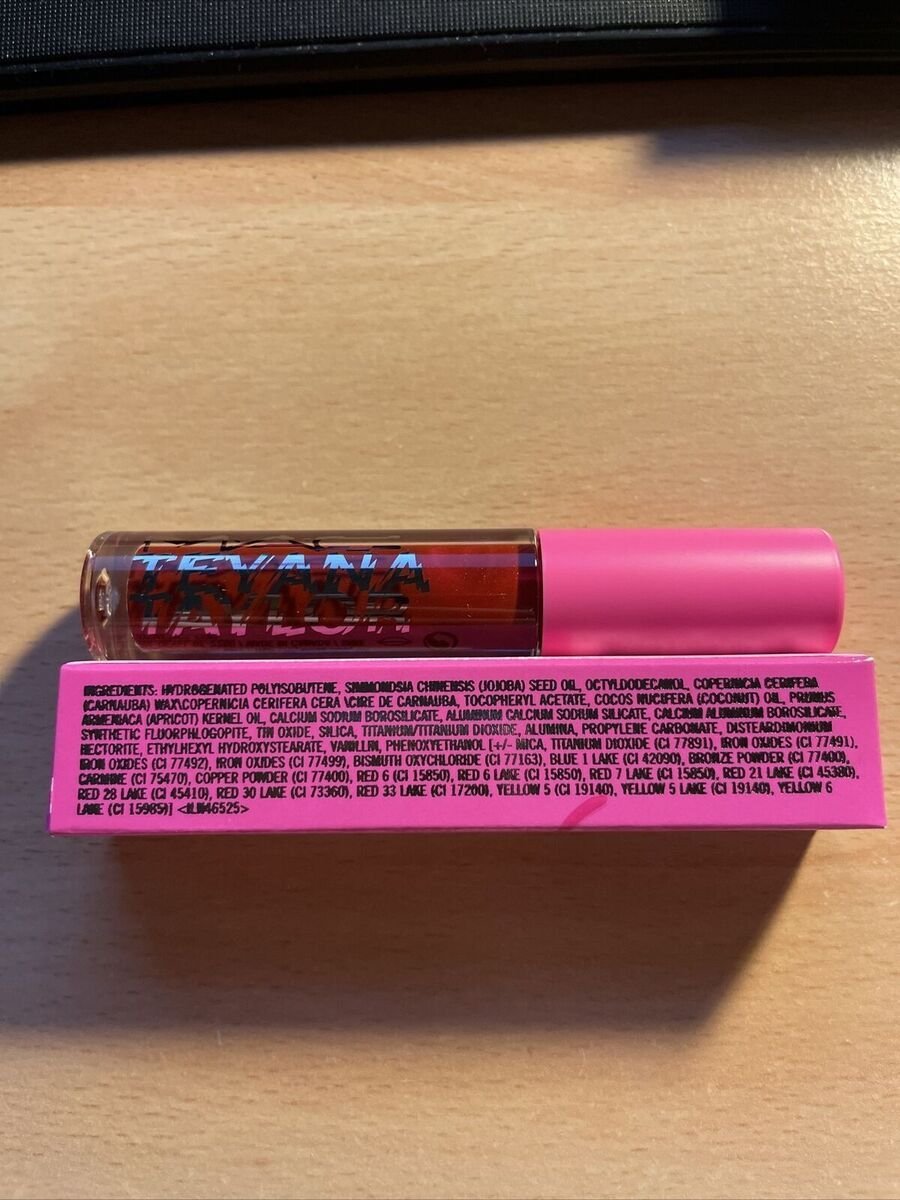 MAC
TEYANA
TAYLOR
INGREDIENTS: HYDROGENATED POLYISOBUTENE, SIMMONDSIA CHINENSIS (JOJOBA) SEED OIL, OCTYLDODECANOL, COPERNICIA CERIFERA
(CARNAUBA) WAX\COPERNICIA CERIFERA CERA \CIRE DE CARNAUBA, TOCOPHERYL ACETATE, COCOS NUCIFERA (COCONUT) OIL, PRUNUS
ARMENIACA (APRICOT) KERNEL OIL, CALCIUM SODIUM BOROSILICATE, ALUMINUM CALCIUM SODIUM SILICATE, CALCIUM ALUMINUM BOROSILICATE,
SYNTHETIC FLUORPHLOGOPITE, TIN OXIDE, SILICA, TITANIUM/TITANIUM DIOXIDE, ALUMINA, PROPYLENE CARBONATE, DISTEARDIMONIUM
HECTORITE, ETHYLHEXYL HYDROXYSTEARATE, VANILLIN, PHENOXYETHANOL [+/- MICA, TITANIUM DIOXIDE (CI 77891), IRON OXIDES (CI 77491),
IRON OXIDES (CI 77492), IRON OXIDES (CI 77499), BISMUTH OXYCHLORIDE (CI 77163), BLUE 1 LAKE (CI 42090), BRONZE POWDER (CI 77400),
CARMINE (CI 75470), COPPER POWDER (CI 77400), RED 6 (CI 15850), RED 6 LAKE (CI 15850), RED 7 LAKE (CI 15850), RED 21 LAKE (CI 45380),
RED 28 LAKE (CI 45410), RED 30 LAKE (CI 73360), RED 33 LAKE (CI 17200), YELLOW 5 (CI 19140), YELLOW 5 LAKE (CI 19140), YELLOW 6
LAKE (CI 15985)] <ILN46525>